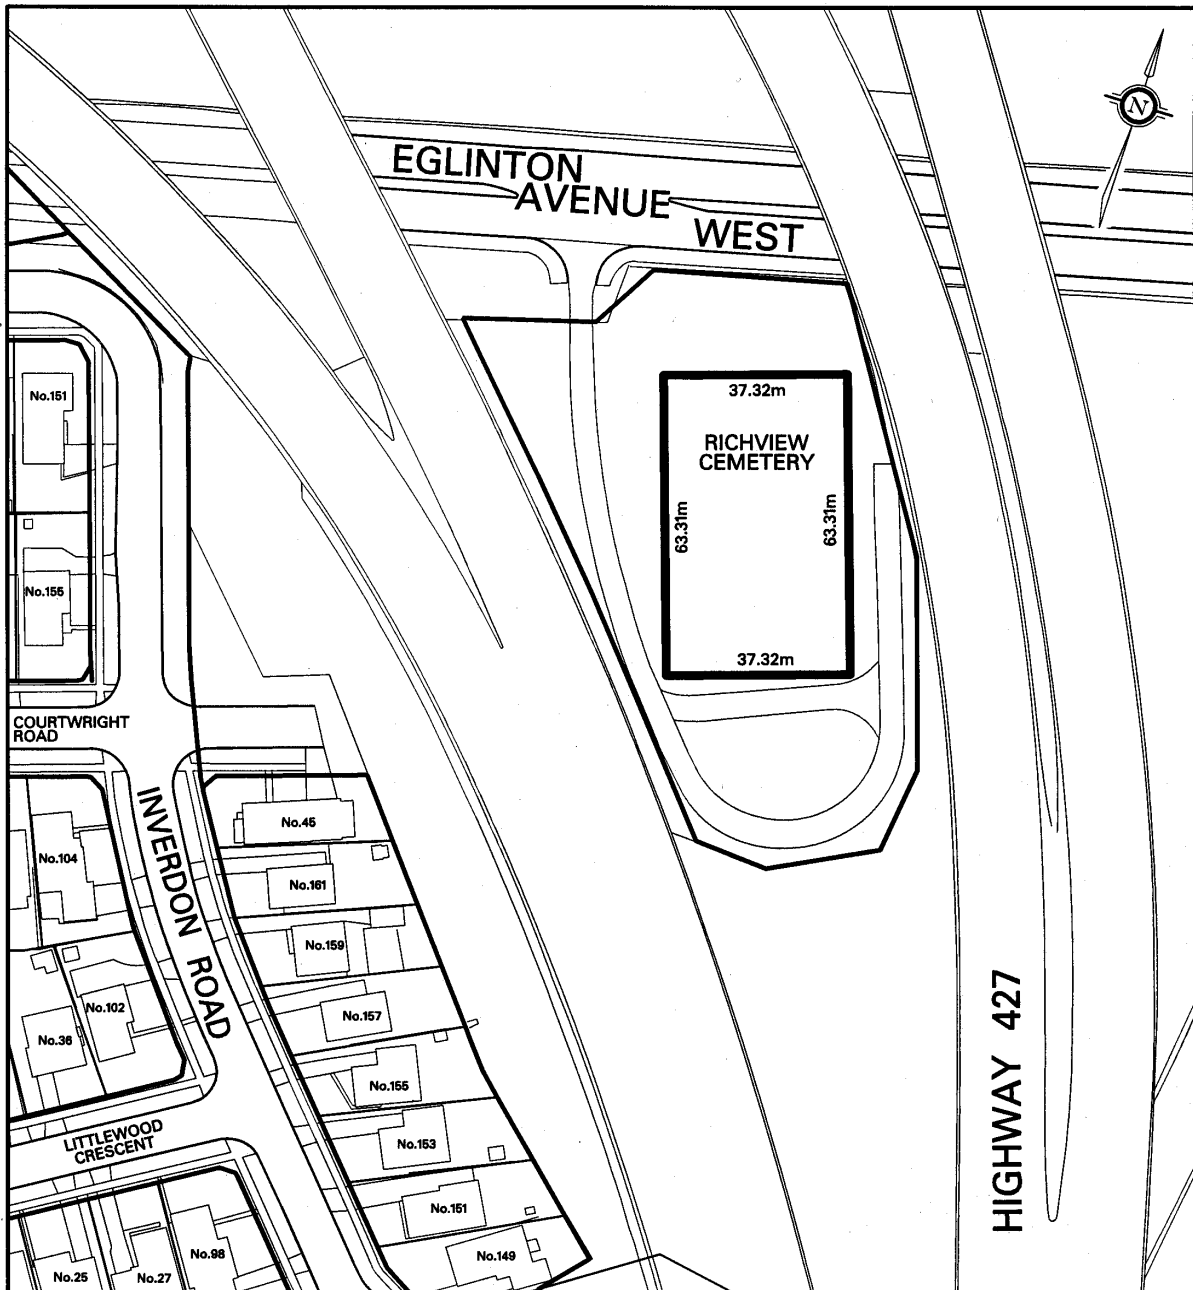 EGLINTON
AVENUE
WEST
N
No.151
37.32m
RICHVIEW
CEMETERY
63.31m
63.31m
No.155
37.32m
COURTWRIGHT
ROAD
INVERDON ROAD
No.45
No.104
No.161
No.159
No.102
No.157
No.36
HIGHWAY 427
No.155
LITTLEWOOD
CRESCENT
No.153
No.151
No.98
No.149
No.25
No.27